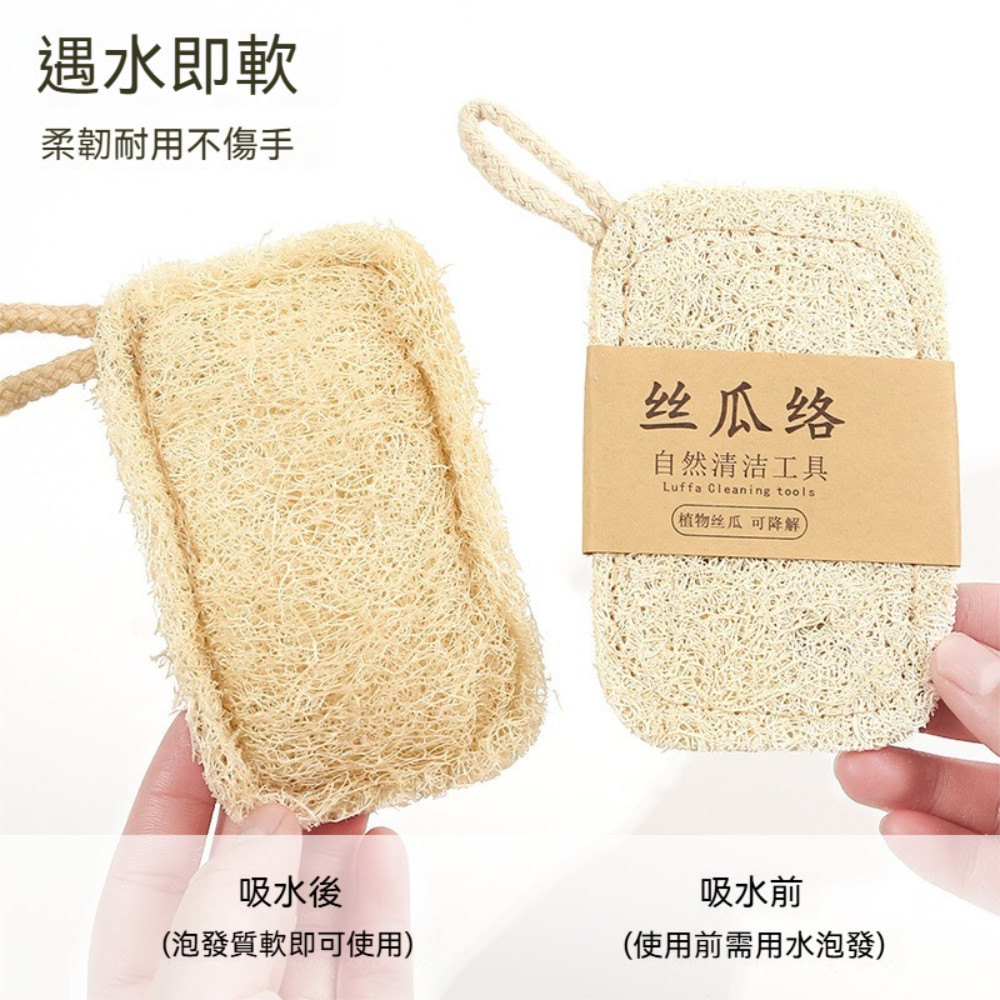 遇水即軟
柔韌耐用不傷手
丝瓜络
自然清洁工具
Luffa Cleaning tools
植物丝瓜 可降解
吸水後
(泡發質軟即可使用)
吸水前
(使用前需用水泡發)